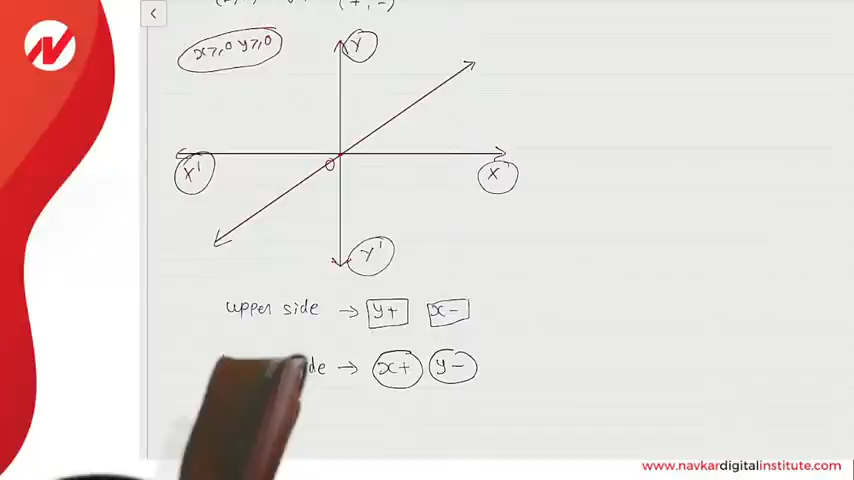 (+, -)
x≥0 y≥0
Y
X'
O
X
Y'
upper side → y+ x-
de → x+ y-
www.navkardigitalinstitute.com